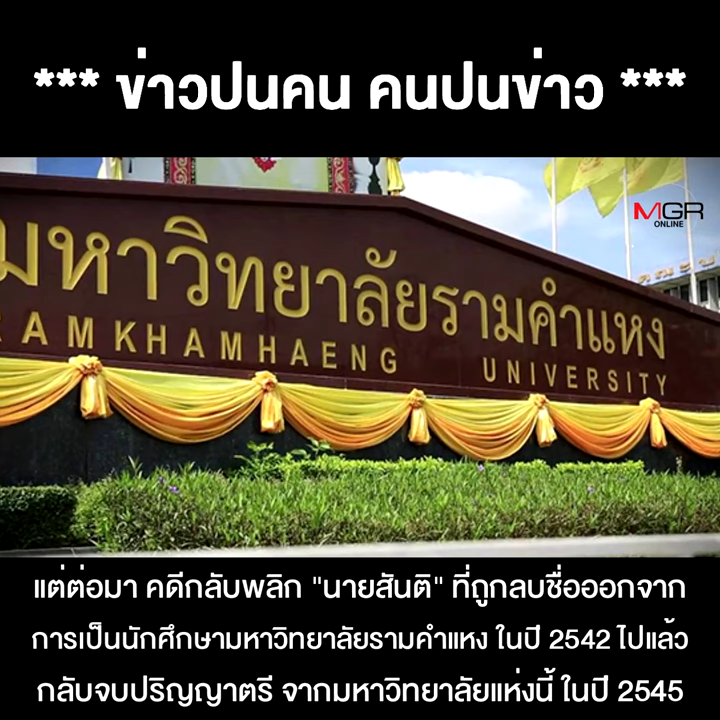 *** ข่าวปนคน คนปนข่าว ***
MGR
ONLINE
มหาวิทยาลัยรามคำแหง
RAMKHAMHAENG UNIVERSITY
แต่ต่อมา คดีกลับพลิก "นายสันติ" ที่ถูกลบชื่อออกจาก
การเป็นนักศึกษามหาวิทยาลัยรามคำแหง ในปี 2542 ไปแล้ว
กลับจบปริญญาตรี จากมหาวิทยาลัยแห่งนี้ ในปี 2545